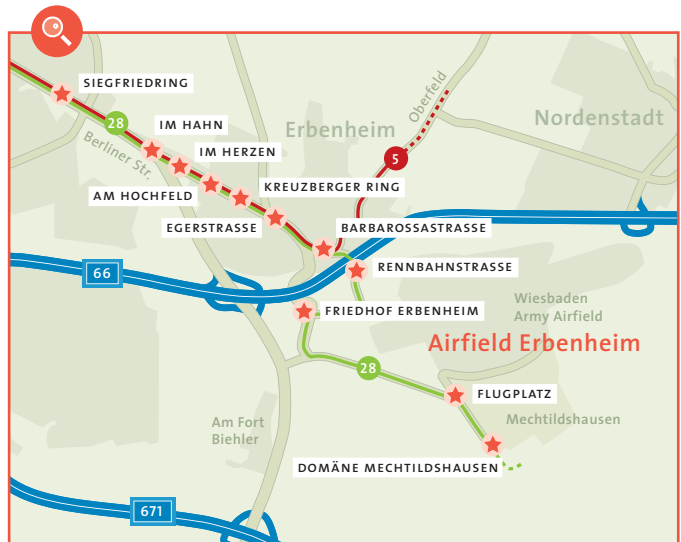 SIEGFRIEDRING
28
IM HAHN
Berliner Str.
IM HERZEN
AM HOCHFELD
KREUZBERGER RING
EGERSTRASSE
Erbenheim
Oberfeld
5
Nordenstadt
BARBAROSSASTRASSE
RENNBAHNSTRASSE
66
FRIEDHOF ERBENHEIM
Wiesbaden
Army Airfield
Airfield Erbenheim
28
FLUGPLATZ
Am Fort
Biehler
Mechtildshausen
DOMÄNE MECHTILDSHAUSEN
671